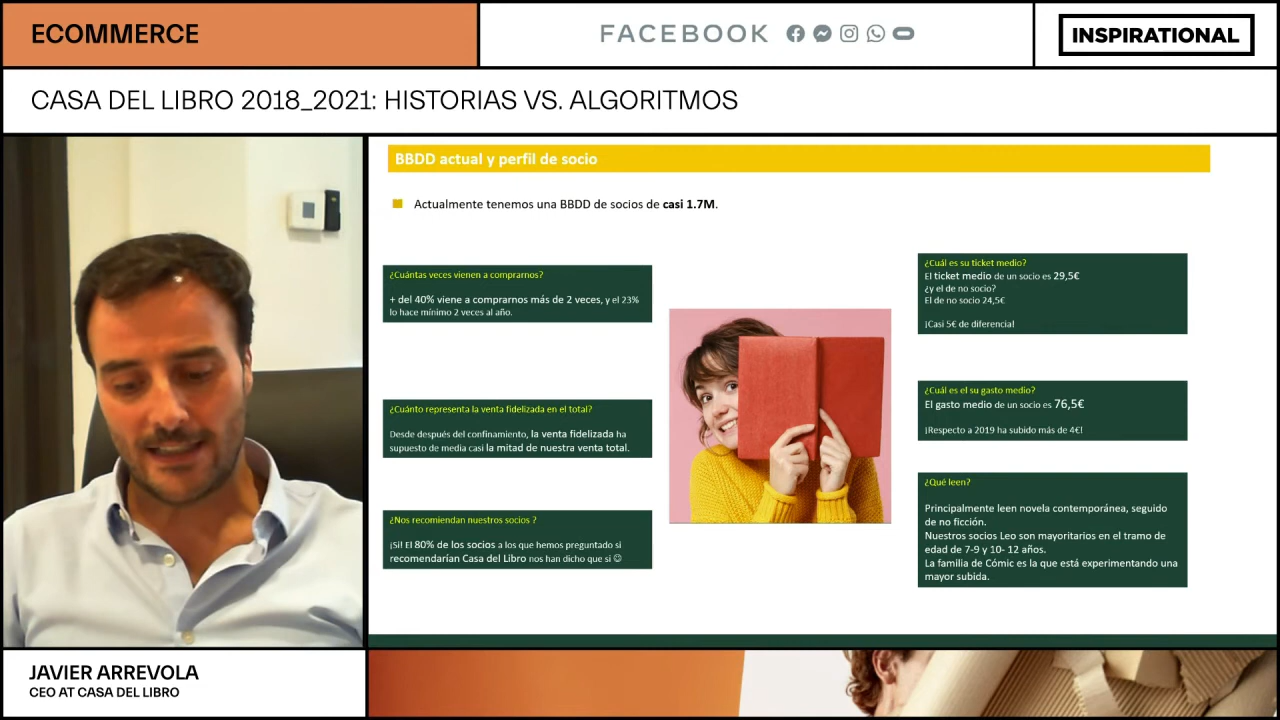 ECOMMERCE
FACEBOOK
INSPIRATIONAL
CASA DEL LIBRO 2018_2021: HISTORIAS VS. ALGORITMOS
BBDD actual y perfil de socio
Actualmente tenemos una BBDD de socios de casi 1.7M.
¿Cuántas veces vienen a comprarnos?
+ del 40% viene a comprarnos más de 2 veces, y el 23%
lo hace mínimo 2 veces al año.
¿Cuánto representa la venta fidelizada en el total?
Desde después del confinamiento, la venta fidelizada ha
supuesto de media casi la mitad de nuestra venta total.
¿Nos recomiendan nuestros socios ?
¡Si! El 80% de los socios a los que hemos preguntado si
recomendarían Casa del Libro nos han dicho que si ☺
¿Cuál es su ticket medio?
El ticket medio de un socio es 29,5€
¿y el de no socio?
El de no socio 24,5€
¡Casi 5€ de diferencia!
¿Cuál es el su gasto medio?
El gasto medio de un socio es 76,5€
¡Respecto a 2019 ha subido más de 4€!
¿Qué leen?
Principalmente leen novela contemporánea, seguido
de no ficción.
Nuestros socios Leo son mayoritarios en el tramo de
edad de 7-9 y 10- 12 años.
La familia de Cómic es la que está experimentando una
mayor subida.
JAVIER ARREVOLA
CEO AT CASA DEL LIBRO